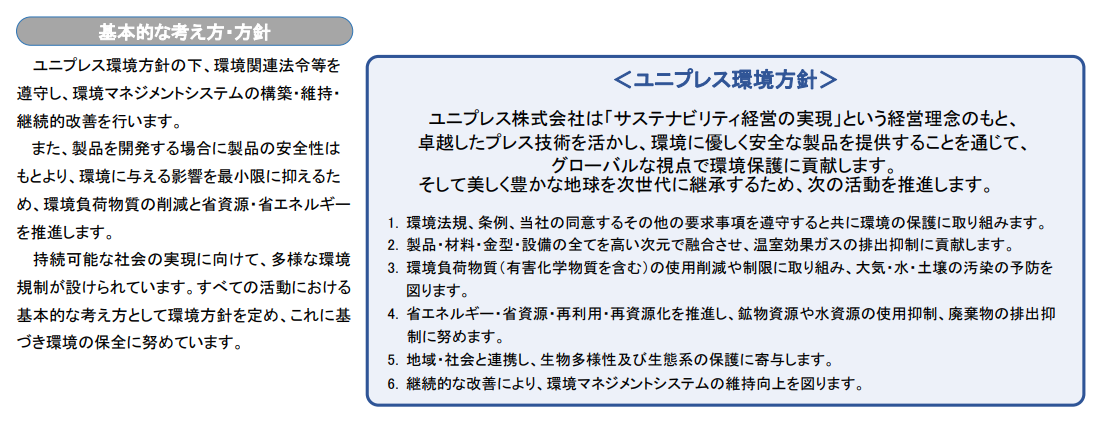 基本的な考え方・方針
ユニプレス環境方針の下、環境関連法令等を
遵守し、環境マネジメントシステムの構築・維持・
継続的改善を行います。
また、製品を開発する場合に製品の安全性は
もとより、環境に与える影響を最小限に抑えるた
め、環境負荷物質の削減と省資源・省エネルギー
を推進します。
持続可能な社会の実現に向けて、多様な環境
規制が設けられています。すべての活動における
基本的な考え方として環境方針を定め、これに基
づき環境の保全に努めています。
＜ユニプレス環境方針＞
ユニプレス株式会社は「サステナビリティ経営の実現」という経営理念のもと、
卓越したプレス技術を活かし、環境に優しく安全な製品を提供することを通じて、
グローバルな視点で環境保護に貢献します。
そして美しく豊かな地球を次世代に継承するため、次の活動を推進します。
1. 環境法規、条例、当社の同意するその他の要求事項を遵守すると共に環境の保護に取り組みます。
2. 製品・材料・金型・設備の全てを高い次元で融合させ、温室効果ガスの排出抑制に貢献します。
3. 環境負荷物質（有害化学物質を含む）の使用削減や制限に取り組み、大気・水・土壌の汚染の予防を
図ります。
4. 省エネルギー・省資源・再利用・再資源化を推進し、鉱物資源や水資源の使用抑制、廃棄物の排出抑
制に努めます。
5. 地域・社会と連携し、生物多様性及び生態系の保護に寄与します。
6. 継続的な改善により、環境マネジメントシステムの維持向上を図ります。